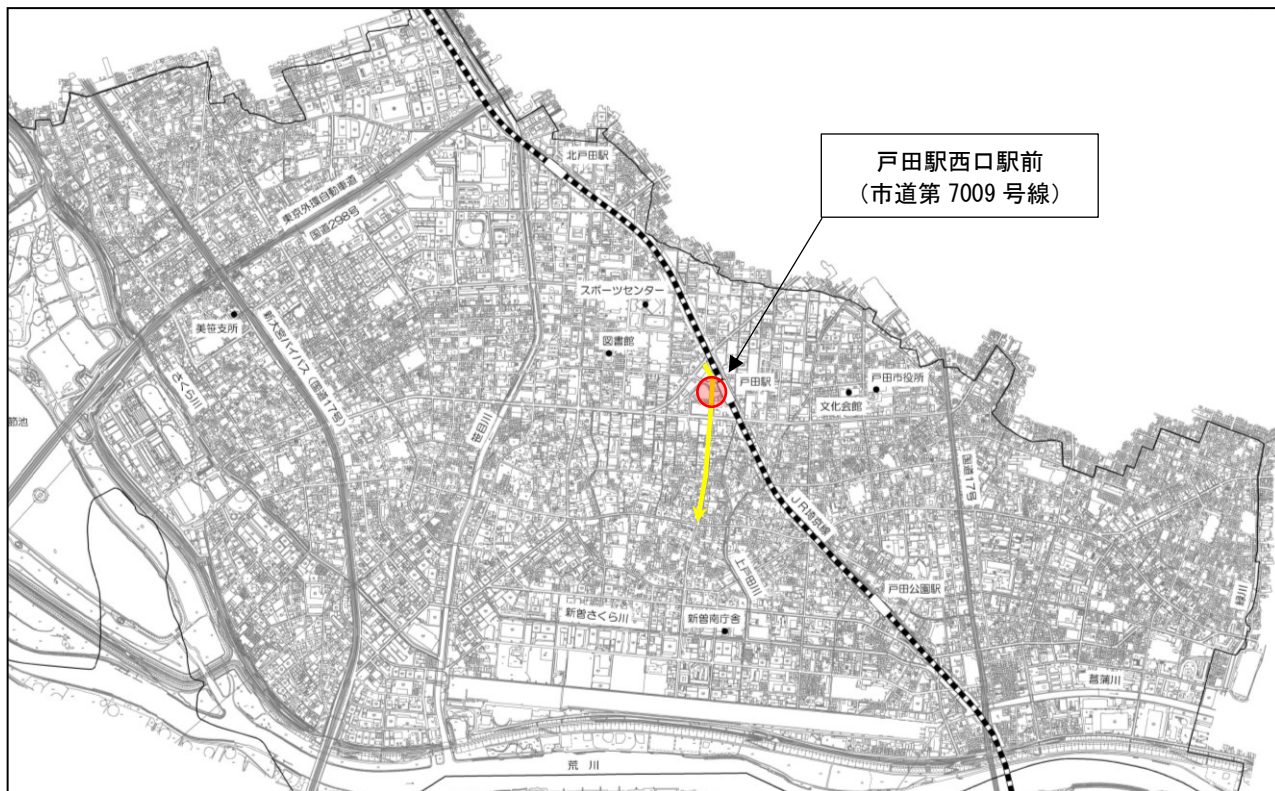 戸田駅西口駅前
（市道第 7009 号線）
北戸田駅
東京外環自動車道
国道298号
スポーツセンター
美笹支所
図書館
戸田駅
戸田市役所
文化会館
さくら川
新大宮バイパス（国道17号）
笹目川
節池
国道17号
JR埼京線
上戸田川
戸田公園駅
緑川
新曽さくら川
新曽南庁舎
菖蒲川
荒川